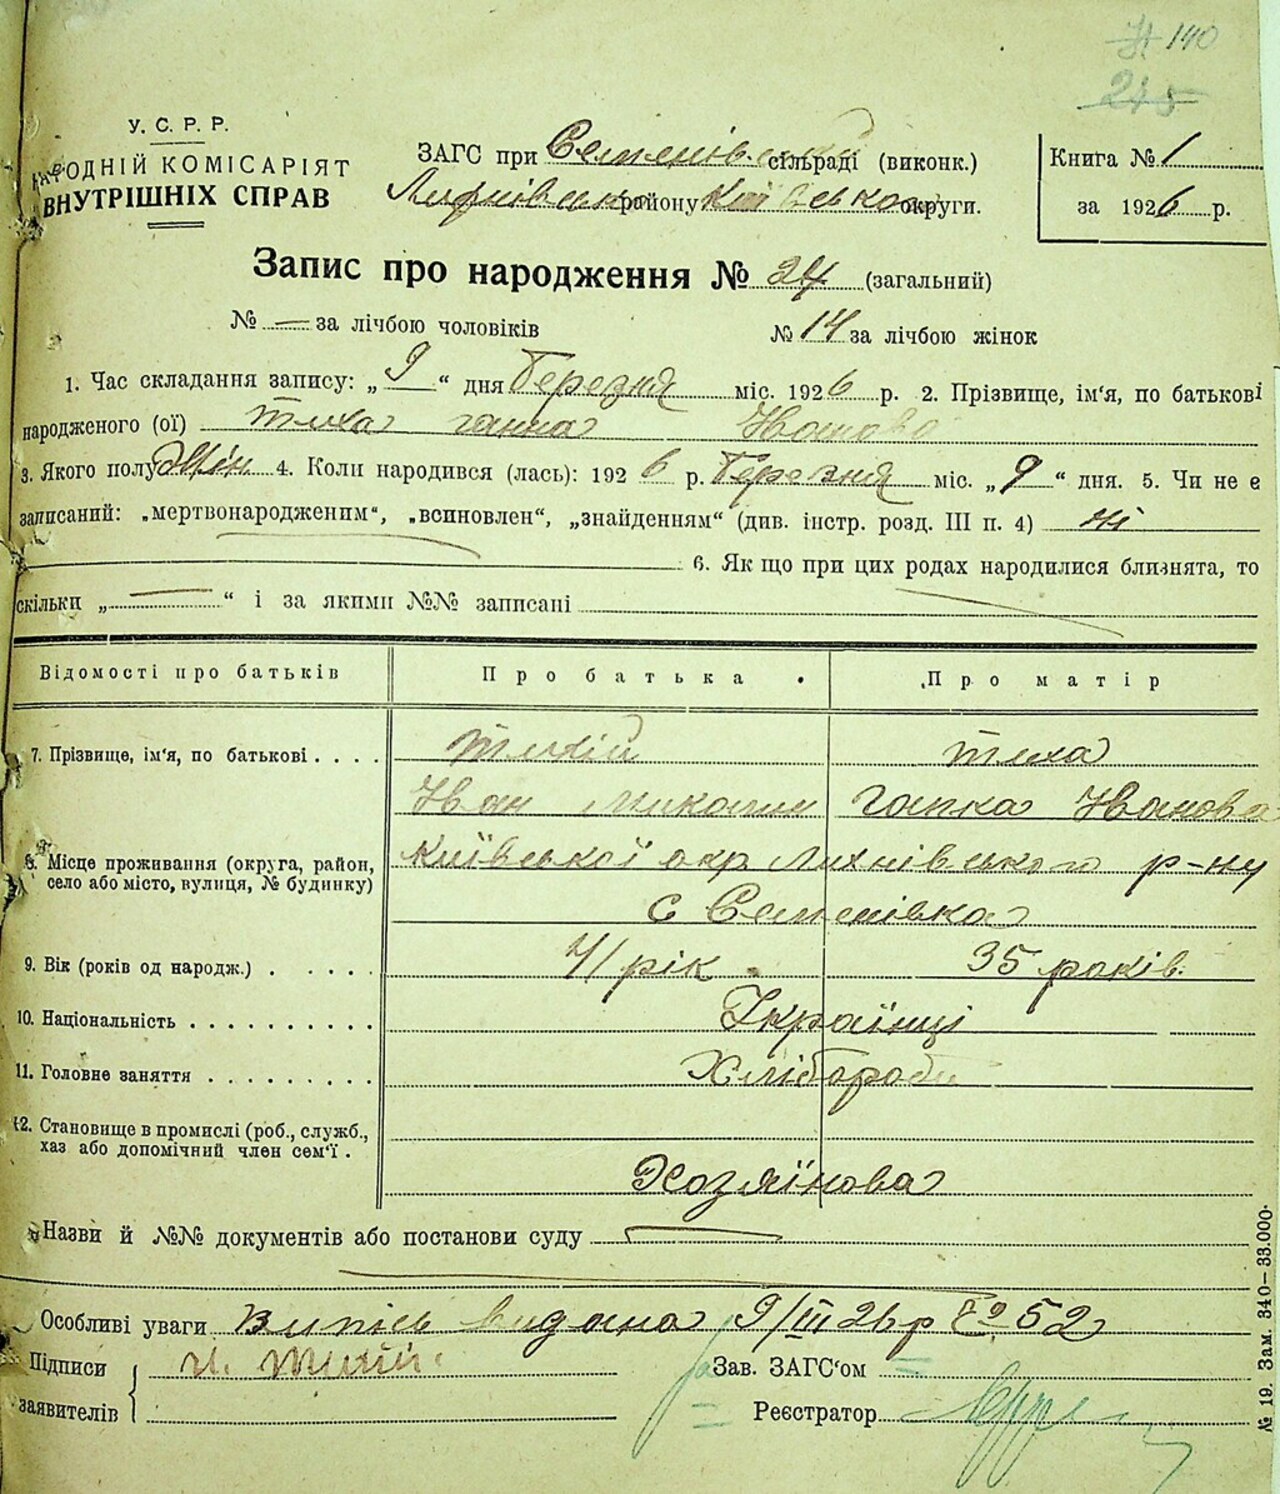 140
245
У. С. Р. Р.
НАРОДНІЙ КОМІСАРІЯТ
ВНУТРІШНІХ СПРАВ
ЗАГС при Семенівській сільраді (виконк.)
району Київської округи.
Книга № 1
за 1926 р.
Запис про народження № 24 (загальний)
№ — за лічбою чоловіків № 14 за лічбою жінок
1. Час складання запису: „ 9 “ дня Березня міс. 1926 р. 2. Прізвище, ім'я, по батькові
народженого (ої) Тиха Ганна Іванова
3. Якого полу Жін 4. Коли народився (лась): 1926 р. Березня міс. „ 9 “ дня. 5. Чи не є
записаний: „мертвонародженим“, „всиновлен“, „знайденням“ (див. інстр. розд. III п. 4) ні
6. Як що при цих родах народилися близнята, то
скільки „ — “ і за якими №№ записані
Відомості про батьків Про батька Про матір
7. Прізвище, ім'я, по батькові . . . . Тихий Тиха
Іван Гапка Іванова
8. Місце проживання (округа, район, село або місто, вулиця, № будинку) Київської окр Лихнівського р-ну
с Семенівка
9. Вік (років од народж.) . . . . . 41 рік 35 років.
10. Національність . . . . . . . . . . Українці
11. Головне заняття . . . . . . . . . Хлібороби
12. Становище в промислі (роб., служб.,
хаз або допомічний член сем'ї .
Хозяїнова
Назви й №№ документів або постанови суду
Особливі уваги Випись видана 9/III 26 р № 52
Підписи заявителів И. Тихий. Зав. ЗАГС'ом
Реєстратор
№ 19. Зам. 340—33.000.